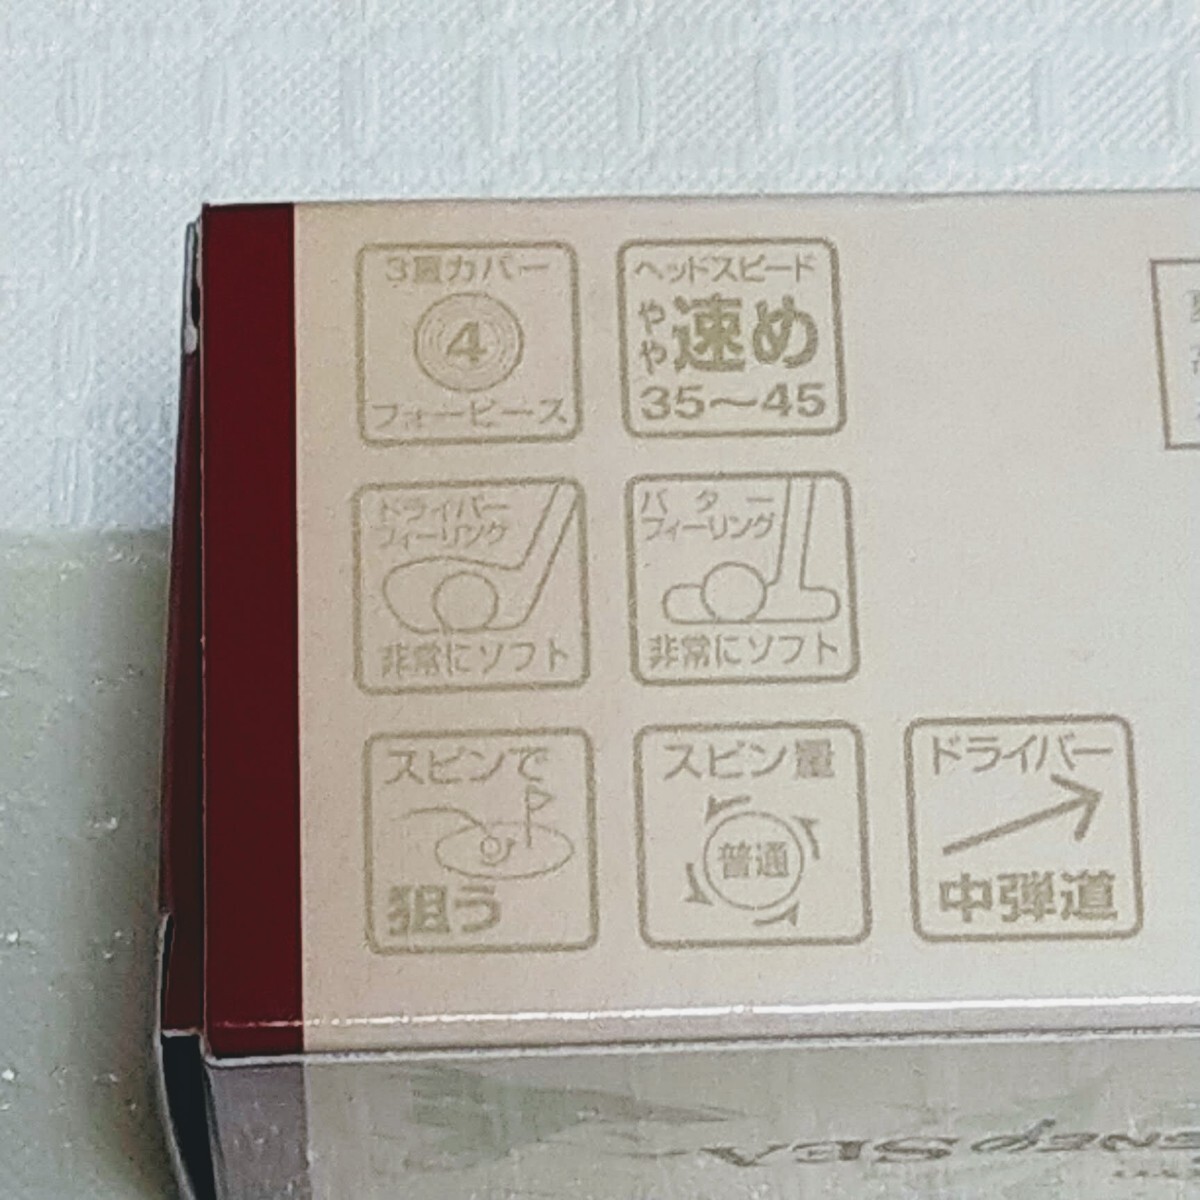 3層カバー
4
フォーピース
ヘッドスピード
やや速め
35〜45
ドライバー
フィーリング
非常にソフト
パター
フィーリング
非常にソフト
スピンで
狙う
スピン量
普通
ドライバー
中弾道
SEA